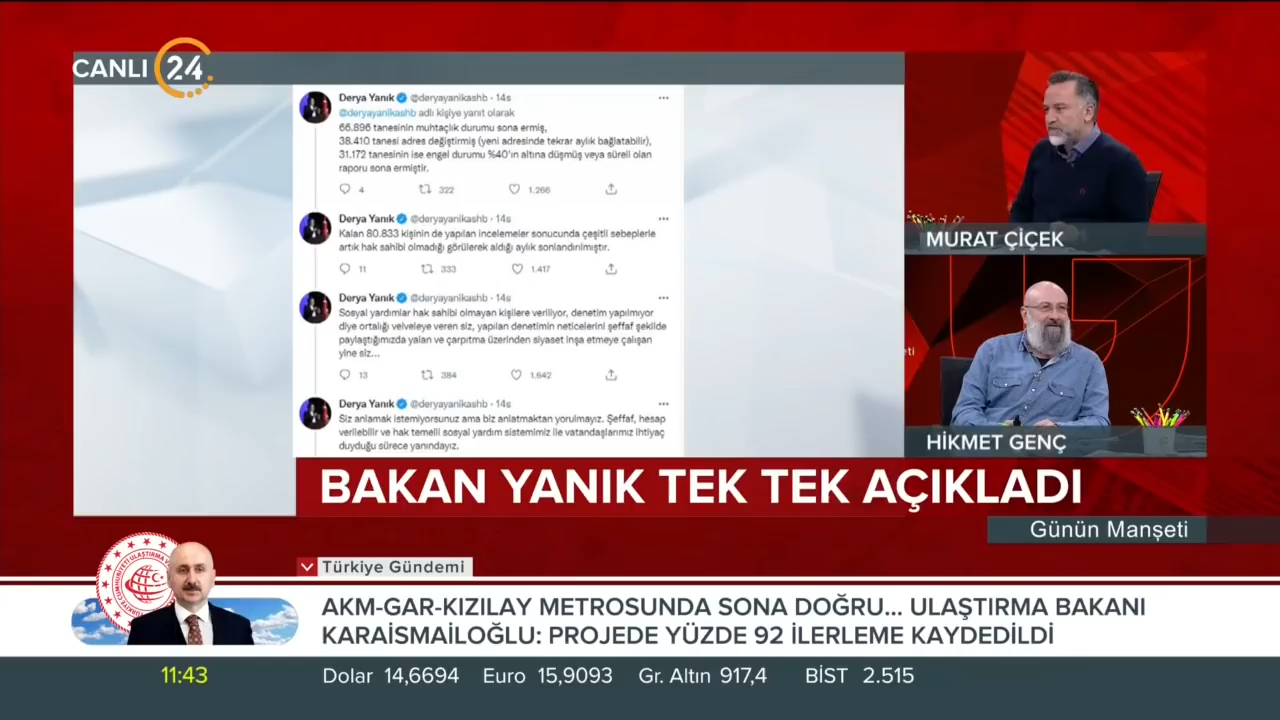 CANLI 24
Derya Yanık @deryayanikashb · 14s
@deryayanikashb adlı kişiye yanıt olarak
66.896 tanesinin muhtaçlık durumu sona ermiş,
38.410 tanesi adres değiştirmiş (yeni adresinde tekrar aylık bağlatabilir),
31.172 tanesinin ise engel durumu %40'ın altına düşmüş veya süreli olan
raporu sona ermiştir.
4 322 1.266
Derya Yanık @deryayanikashb · 14s
Kalan 80.833 kişinin de yapılan incelemeler sonucunda çeşitli sebeplerle
artık hak sahibi olmadığı görülerek aldığı aylık sonlandırılmıştır.
11 333 1.417
Derya Yanık @deryayanikashb · 14s
Sosyal yardımlar hak sahibi olmayan kişilere veriliyor, denetim yapılmıyor
diye ortalığı velveleye veren siz, yapılan denetimin neticelerini şeffaf şekilde
paylaştığımızda yalan ve çarpıtma üzerinden siyaset inşa etmeye çalışan
yine siz...
13 384 1.642
Derya Yanık @deryayanikashb · 14s
Siz anlamak istemiyorsunuz ama biz anlatmaktan yorulmayız. Şeffaf, hesap
verilebilir ve hak temelli sosyal yardım sistemimiz ile vatandaşlarımız ihtiyaç
duyduğu sürece yanındayız.
MURAT ÇİÇEK
HİKMET GENÇ
BAKAN YANIK TEK TEK AÇIKLADI
Günün Manşeti
Türkiye Gündemi
AKM-GAR-KIZILAY METROSUNDA SONA DOĞRU... ULAŞTIRMA BAKANI
KARAİSMAİLOĞLU: PROJEDE YÜZDE 92 İLERLEME KAYDEDİLDİ
11:43 Dolar 14,6694 Euro 15,9093 Gr. Altın 917,4 BİST 2.515